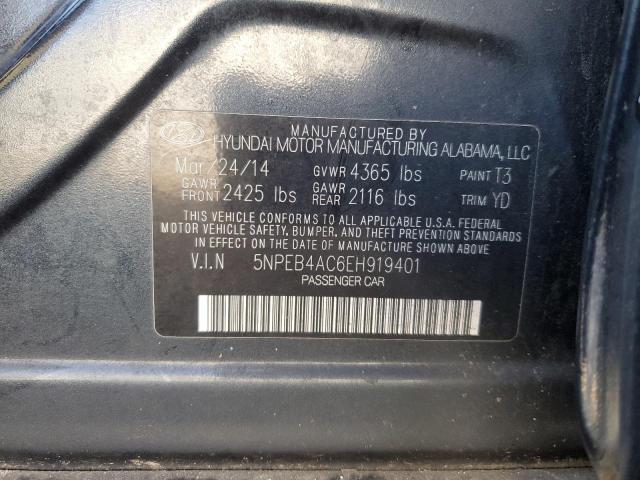 MANUFACTURED BY
HYUNDAI MOTOR MANUFACTURING ALABAMA, LLC
Mar/24/14 GVWR 4365 lbs PAINT T3
GAWR FRONT 2425 lbs GAWR REAR 2116 lbs TRIM YD
THIS VEHICLE CONFORMS TO ALL APPLICABLE U.S.A. FEDERAL
MOTOR VEHICLE SAFETY, BUMPER, AND THEFT PREVENTION STANDARDS
IN EFFECT ON THE DATE OF MANUFACTURE SHOWN ABOVE
V.I.N 5NPEB4AC6EH919401
PASSENGER CAR